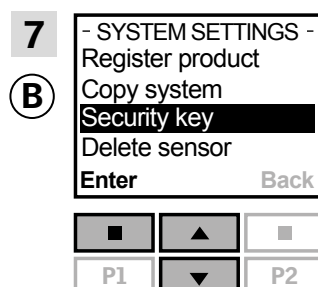 7
B
- SYSTEM SETTINGS -
Register product
Copy system
Security key
Delete sensor
Enter Back
P1 P2